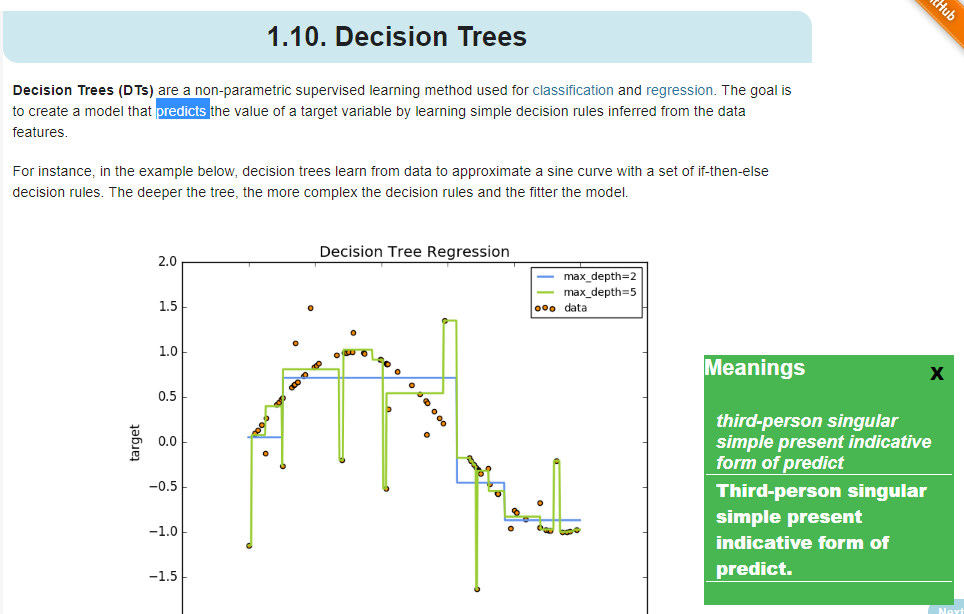 tHub
1.10. Decision Trees
Decision Trees (DTs) are a non-parametric supervised learning method used for classification and regression. The goal is
to create a model that predicts the value of a target variable by learning simple decision rules inferred from the data
features.
For instance, in the example below, decision trees learn from data to approximate a sine curve with a set of if-then-else
decision rules. The deeper the tree, the more complex the decision rules and the fitter the model.
Decision Tree Regression
2.0
1.5
1.0
0.5
0.0
−0.5
−1.0
−1.5
target
max_depth=2
max_depth=5
data
Meanings
X
third-person singular
simple present indicative
form of predict
Third-person singular
simple present
indicative form of
predict.
Next